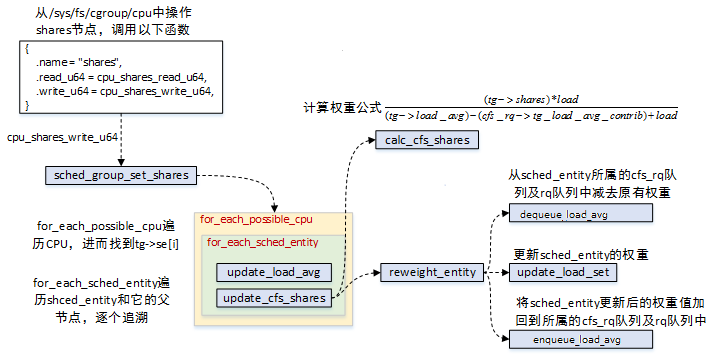 从/sys/fs/cgroup/cpu中操作
shares节点，调用以下函数
{
.name = "shares",
.read_u64 = cpu_shares_read_u64,
.write_u64 = cpu_shares_write_u64,
}
cpu_shares_write_u64
sched_group_set_shares
for_each_possible_cpu遍
历CPU，进而找到tg->se[i]
for_each_sched_entity遍
历shced_entity和它的父
节点，逐个追溯
for_each_possible_cpu
for_each_sched_entity
update_load_avg
update_cfs_shares
计算权重公式 (tg->shares)*load
(tg->load_avg)-(cfs_rq->tg_load_avg_contrib)+load
calc_cfs_shares
reweight_entity
从sched_entity所属的cfs_rq队
列及rq队列中减去原有权重
dequeue_load_avg
更新sched_entity的权重
update_load_set
将sched_entity更新后的权重值加
回到所属的cfs_rq队列及rq队列中
enqueue_load_avg